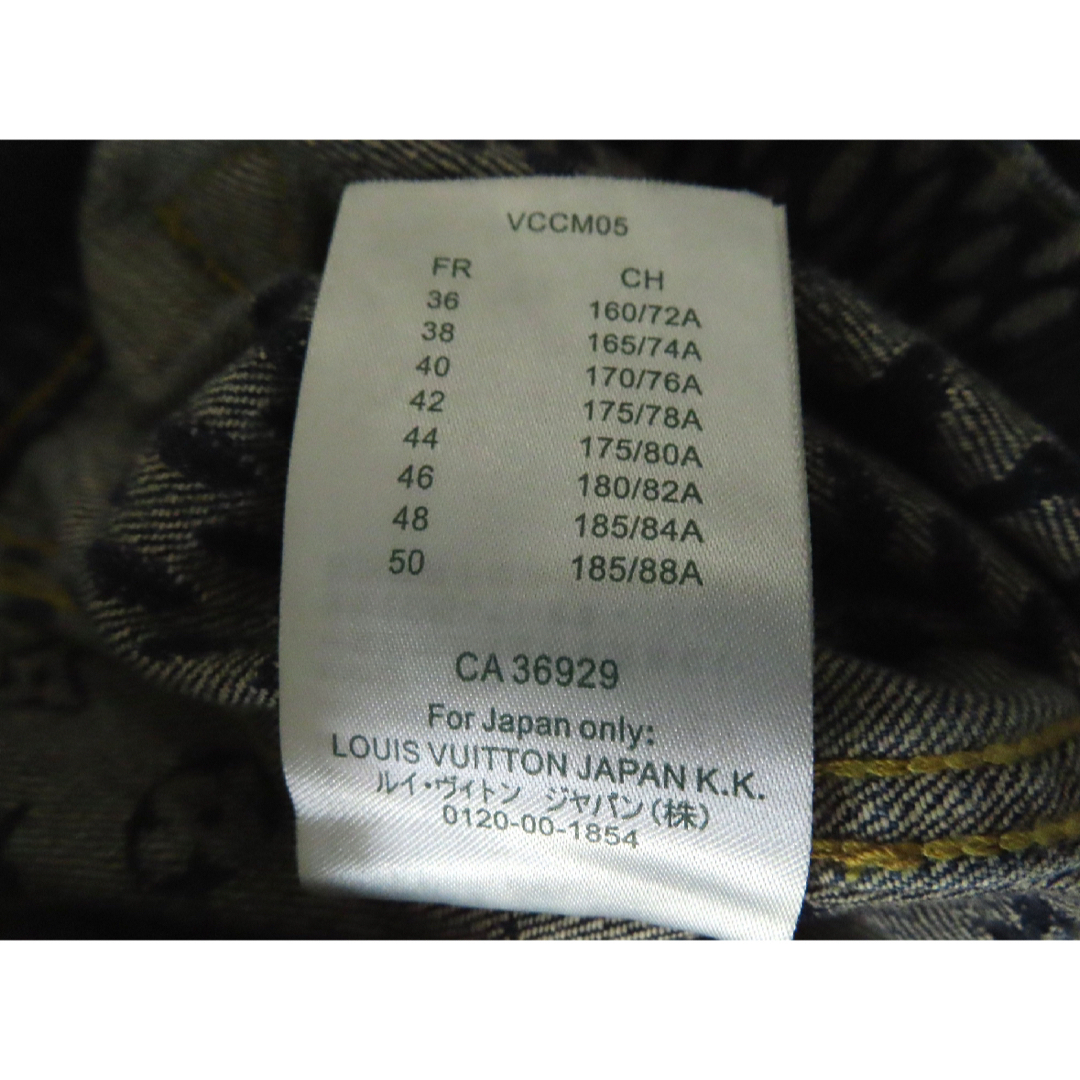 VCCM05
FR CH
36 160/72A
38 165/74A
40 170/76A
42 175/78A
44 175/80A
46 180/82A
48 185/84A
50 185/88A
CA 36929
For Japan only:
LOUIS VUITTON JAPAN K.K.
ルイ・ヴィトン ジャパン(株)
0120-00-1854